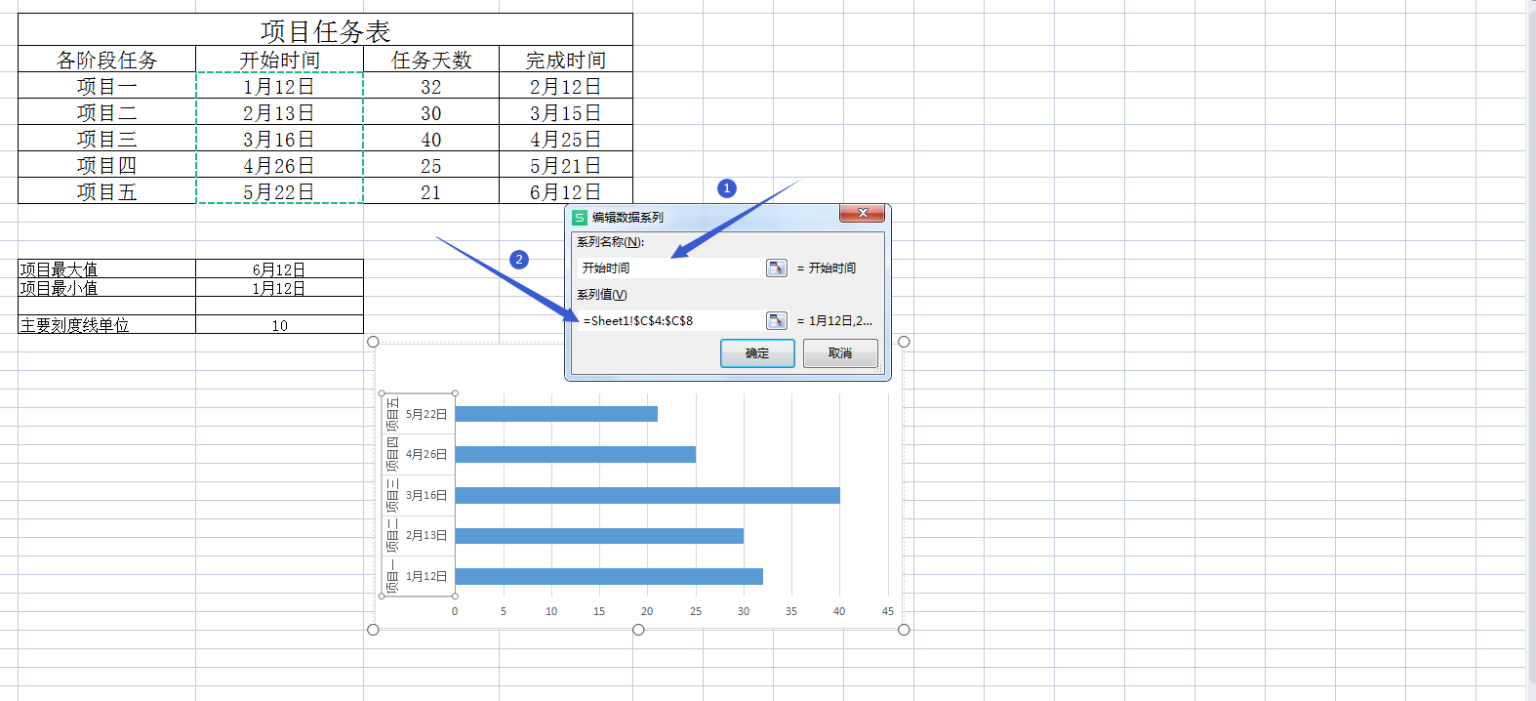 项目任务表
各阶段任务 开始时间 任务天数 完成时间
项目一 1月12日 32 2月12日
项目二 2月13日 30 3月15日
项目三 3月16日 40 4月25日
项目四 4月26日 25 5月21日
项目五 5月22日 21 6月12日
项目最大值 6月12日
项目最小值 1月12日
主要刻度线单位 10
1
2
S 编辑数据系列
系列名称(N):
开始时间 = 开始时间
系列值(V)
=Sheet1!$C$4:$C$8 = 1月12日,2...
确定 取消
项目五 5月22日
项目四 4月26日
项目三 3月16日
项目二 2月13日
项目一 1月12日
0 5 10 15 20 25 30 35 40 45